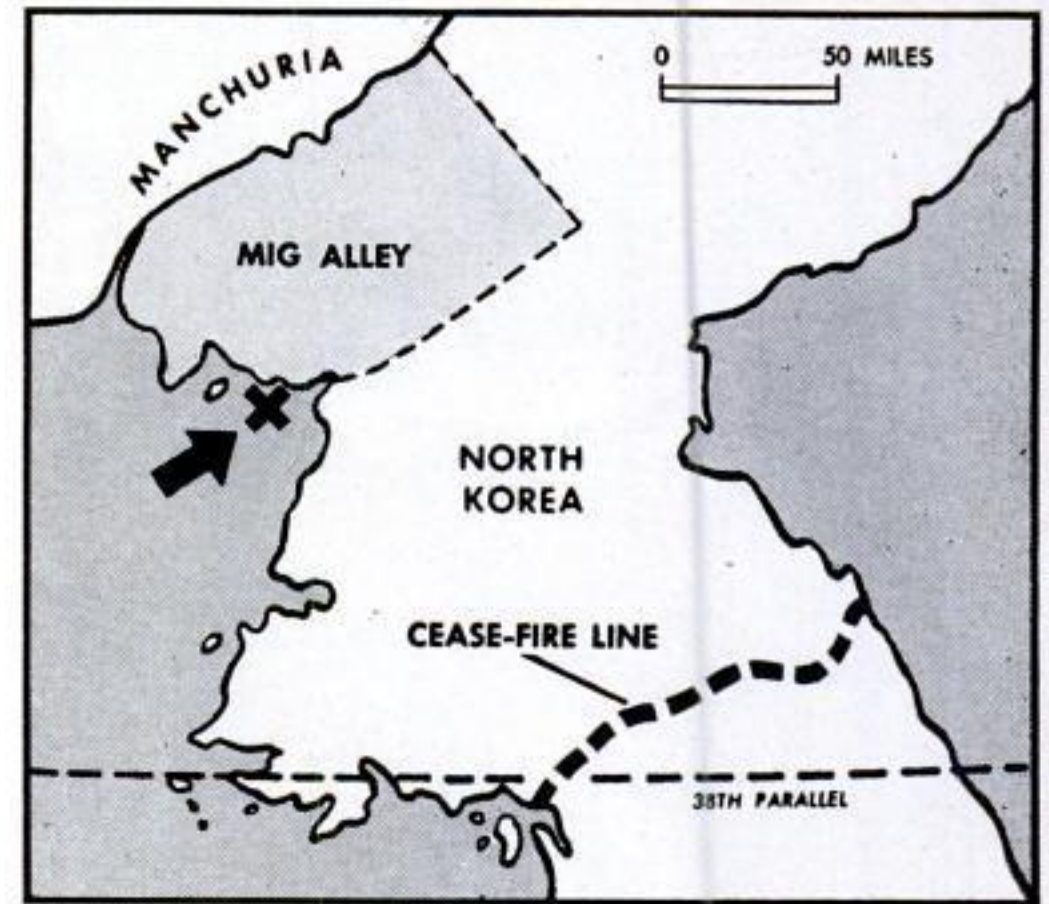 MANCHURIA
0 50 MILES
MIG ALLEY
NORTH
KOREA
CEASE-FIRE LINE
38TH PARALLEL